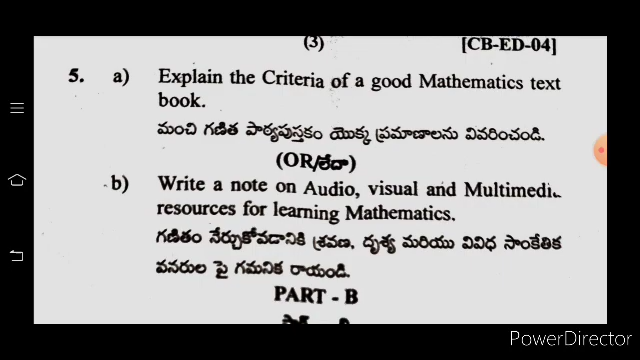 (3) [CB-ED-04]
5. a) Explain the Criteria of a good Mathematics text
book.
మంచి గణిత పాఠ్యపుస్తకం యొక్క ప్రమాణాలను వివరించండి.
(OR/లేదా)
b) Write a note on Audio, visual and Multimedia
resources for learning Mathematics.
గణితం నేర్చుకోవడానికి శ్రవణ, దృశ్య మరియు వివిధ సాంకేతిక
వనరుల పై గమనిక రాయండి.
PART - B
PowerDirector